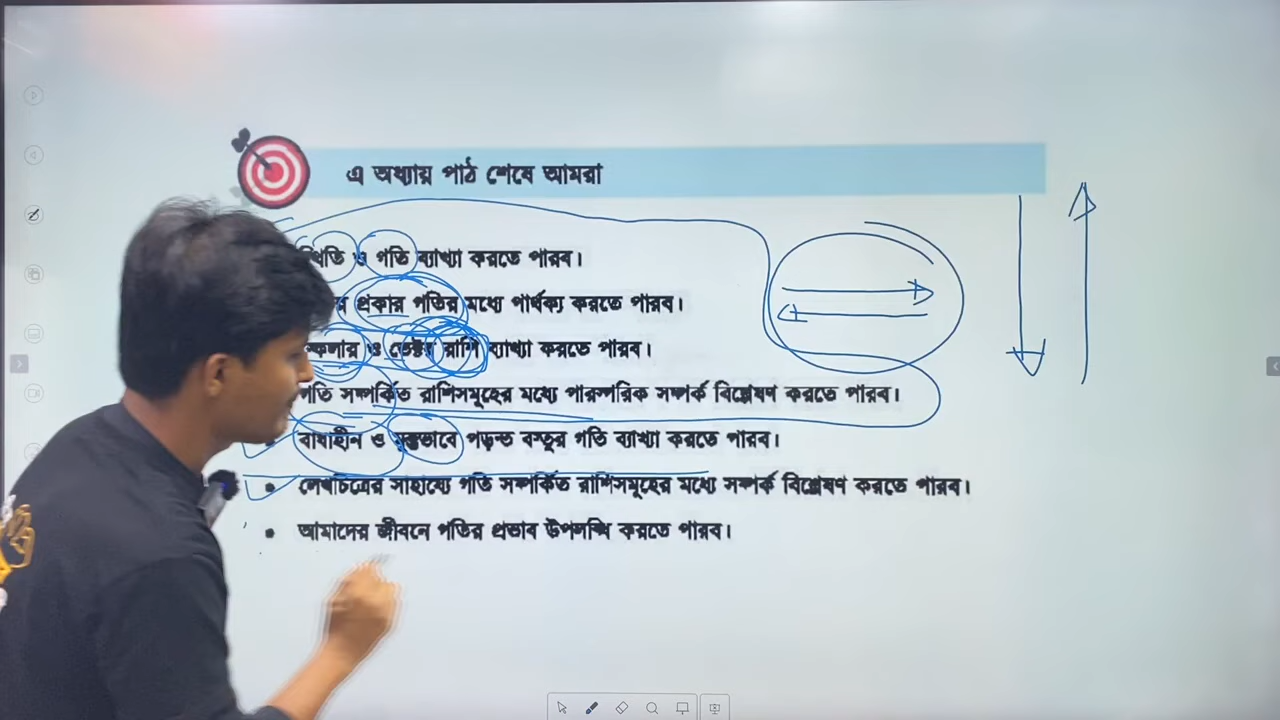 এ অধ্যায় পাঠ শেষে আমরা
স্থিতি ও গতি ব্যাখ্যা করতে পারব।
প্রকার গতির মধ্যে পার্থক্য করতে পারব।
ও ভেক্টর রাশি ব্যাখ্যা করতে পারব।
গতি সম্পর্কিত রাশিসমূহের মধ্যে পারস্পরিক সম্পর্ক বিশ্লেষণ করতে পারব।
• বাধাহীন ও মুক্তভাবে পড়ন্ত বস্তুর গতি ব্যাখ্যা করতে পারব।
• লেখচিত্রের সাহায্যে গতি সম্পর্কিত রাশিসমূহের মধ্যে সম্পর্ক বিশ্লেষণ করতে পারব।
• আমাদের জীবনে গতির প্রভাব উপলব্ধি করতে পারব।